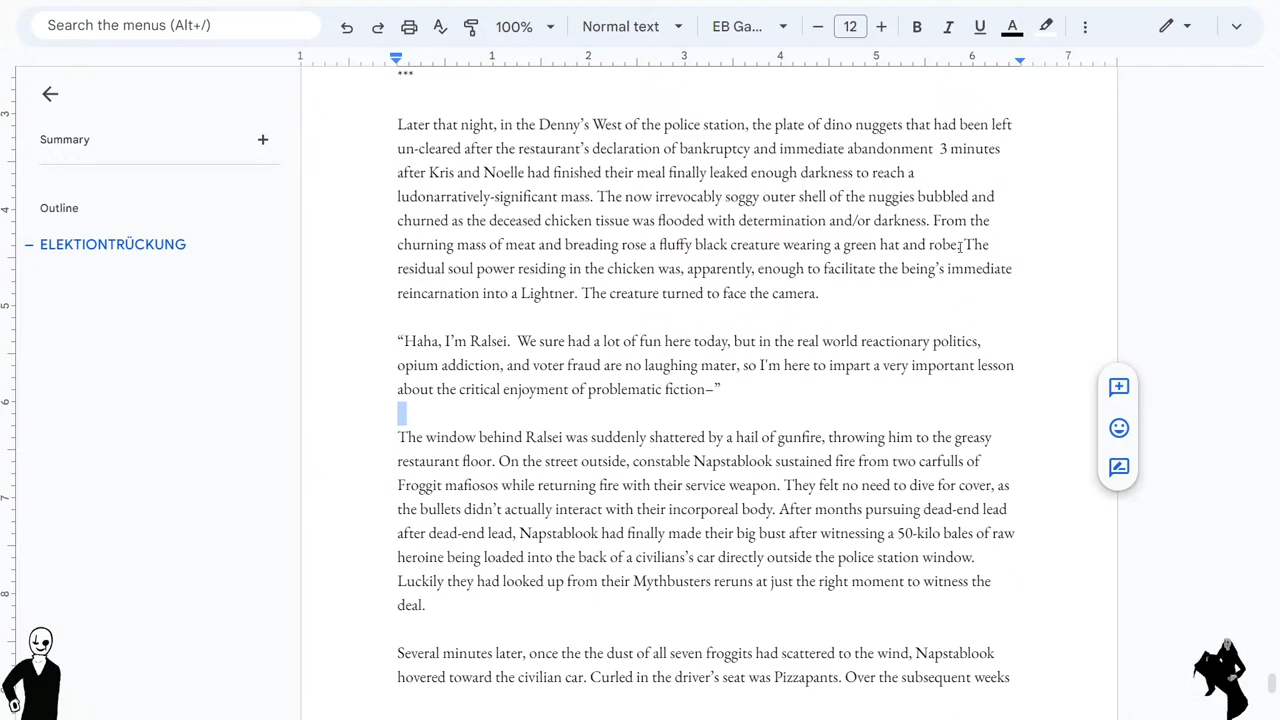 Search the menus (Alt+/)
100%
Normal text
EB Ga...
12
B I U A
1 1 2 3 4 5 6 7
***
Summary
Outline
ELEKTIONTRÜCKUNG
Later that night, in the Denny's West of the police station, the plate of dino nuggets that had been left
un-cleared after the restaurant's declaration of bankruptcy and immediate abandonment  3 minutes
after Kris and Noelle had finished their meal finally leaked enough darkness to reach a
ludonarratively-significant mass. The now irrevocably soggy outer shell of the nuggies bubbled and
churned as the deceased chicken tissue was flooded with determination and/or darkness. From the
churning mass of meat and breading rose a fluffy black creature wearing a green hat and robe. The
residual soul power residing in the chicken was, apparently, enough to facilitate the being's immediate
reincarnation into a Lightner. The creature turned to face the camera.
“Haha, I'm Ralsei.  We sure had a lot of fun here today, but in the real world reactionary politics,
opium addiction, and voter fraud are no laughing mater, so I'm here to impart a very important lesson
about the critical enjoyment of problematic fiction–”
The window behind Ralsei was suddenly shattered by a hail of gunfire, throwing him to the greasy
restaurant floor. On the street outside, constable Napstablook sustained fire from two carfulls of
Froggit mafiosos while returning fire with their service weapon. They felt no need to dive for cover, as
the bullets didn't actually interact with their incorporeal body. After months pursuing dead-end lead
after dead-end lead, Napstablook had finally made their big bust after witnessing a 50-kilo bales of raw
heroine being loaded into the back of a civilians's car directly outside the police station window.
Luckily they had looked up from their Mythbusters reruns at just the right moment to witness the
deal.
Several minutes later, once the the dust of all seven froggits had scattered to the wind, Napstablook
hovered toward the civilian car. Curled in the driver's seat was Pizzapants. Over the subsequent weeks
3
4
5
6
7
8